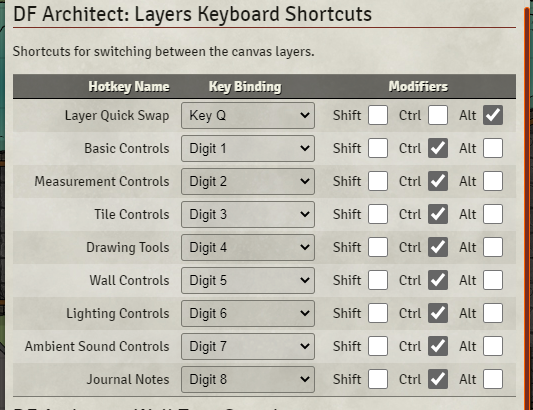 DF Architect: Layers Keyboard Shortcuts
Shortcuts for switching between the canvas layers.
Hotkey Name Key Binding Modifiers
Layer Quick Swap Key Q Shift Ctrl Alt
Basic Controls Digit 1 Shift Ctrl Alt
Measurement Controls Digit 2 Shift Ctrl Alt
Tile Controls Digit 3 Shift Ctrl Alt
Drawing Tools Digit 4 Shift Ctrl Alt
Wall Controls Digit 5 Shift Ctrl Alt
Lighting Controls Digit 6 Shift Ctrl Alt
Ambient Sound Controls Digit 7 Shift Ctrl Alt
Journal Notes Digit 8 Shift Ctrl Alt